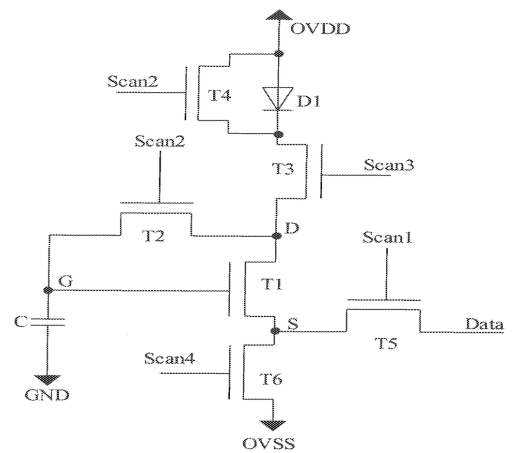 OVDD
Scan2
T4
D1
Scan2
T3
Scan3
T2
D
Scan1
G
T1
C
S
Data
T5
Scan4
T6
GND
OVSS